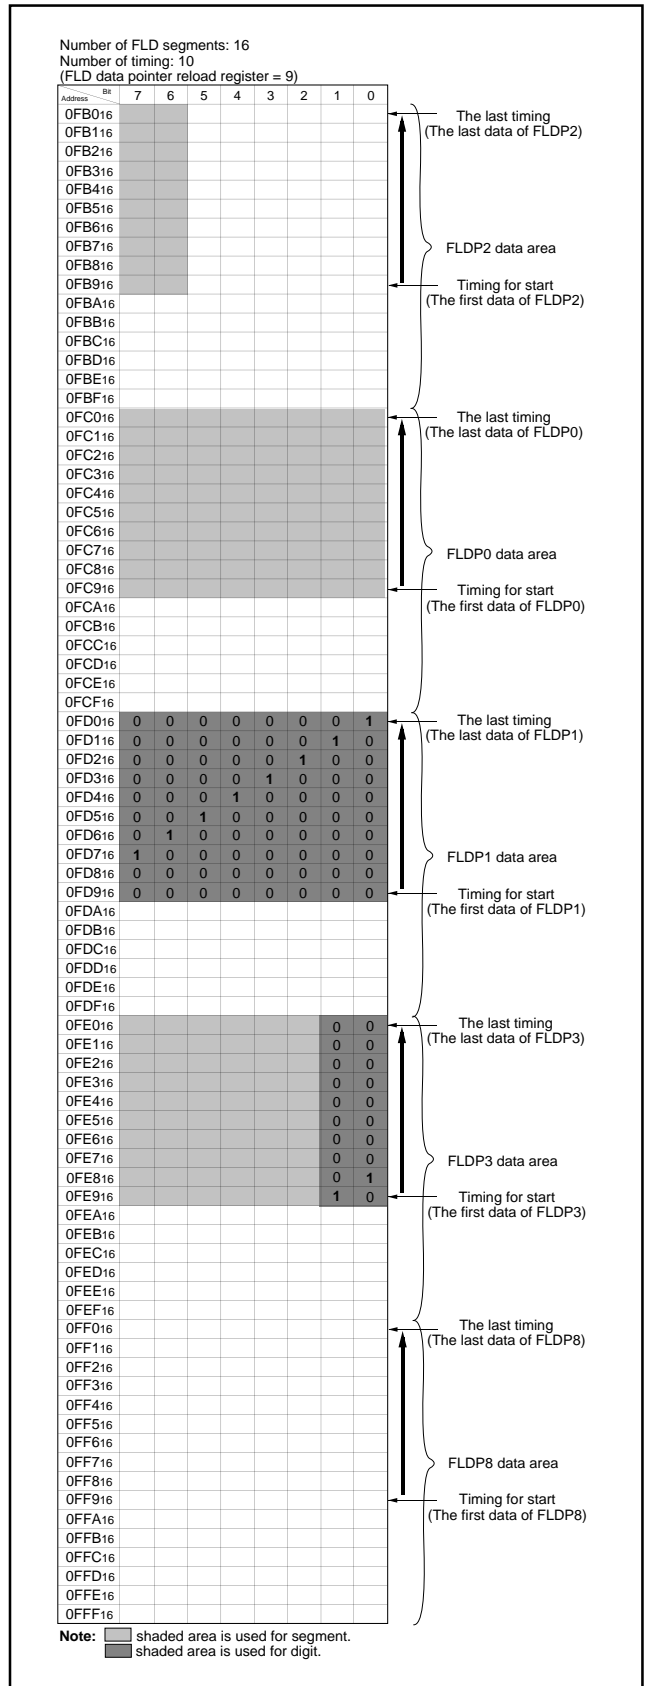 Number of FLD segments: 16
Number of timing: 10
(FLD data pointer reload register = 9)
Address Bit 7 6 5 4 3 2 1 0
0FB016 The last timing
0FB116 (The last data of FLDP2)
0FB216
0FB316
0FB416
0FB516
0FB616
0FB716 FLDP2 data area
0FB816
0FB916 Timing for start
0FBA16 (The first data of FLDP2)
0FBB16
0FBC16
0FBD16
0FBE16
0FBF16
0FC016 The last timing
0FC116 (The last data of FLDP0)
0FC216
0FC316
0FC416
0FC516
0FC616
0FC716 FLDP0 data area
0FC816
0FC916 Timing for start
0FCA16 (The first data of FLDP0)
0FCB16
0FCC16
0FCD16
0FCE16
0FCF16
0FD016 0 0 0 0 0 0 0 1 The last timing
0FD116 0 0 0 0 0 0 1 0 (The last data of FLDP1)
0FD216 0 0 0 0 0 1 0 0
0FD316 0 0 0 0 1 0 0 0
0FD416 0 0 0 1 0 0 0 0
0FD516 0 0 1 0 0 0 0 0
0FD616 0 1 0 0 0 0 0 0
0FD716 1 0 0 0 0 0 0 0 FLDP1 data area
0FD816 0 0 0 0 0 0 0 0
0FD916 0 0 0 0 0 0 0 0 Timing for start
0FDA16 (The first data of FLDP1)
0FDB16
0FDC16
0FDD16
0FDE16
0FDF16
0FE016 0 0 The last timing
0FE116 0 0 (The last data of FLDP3)
0FE216 0 0
0FE316 0 0
0FE416 0 0
0FE516 0 0
0FE616 0 0
0FE716 0 0 FLDP3 data area
0FE816 0 1
0FE916 1 0 Timing for start
0FEA16 (The first data of FLDP3)
0FEB16
0FEC16
0FED16
0FEE16
0FEF16
0FF016 The last timing
0FF116 (The last data of FLDP8)
0FF216
0FF316
0FF416
0FF516
0FF616
0FF716 FLDP8 data area
0FF816
0FF916 Timing for start
0FFA16 (The first data of FLDP8)
0FFB16
0FFC16
0FFD16
0FFE16
0FFF16
Note: shaded area is used for segment.
shaded area is used for digit.